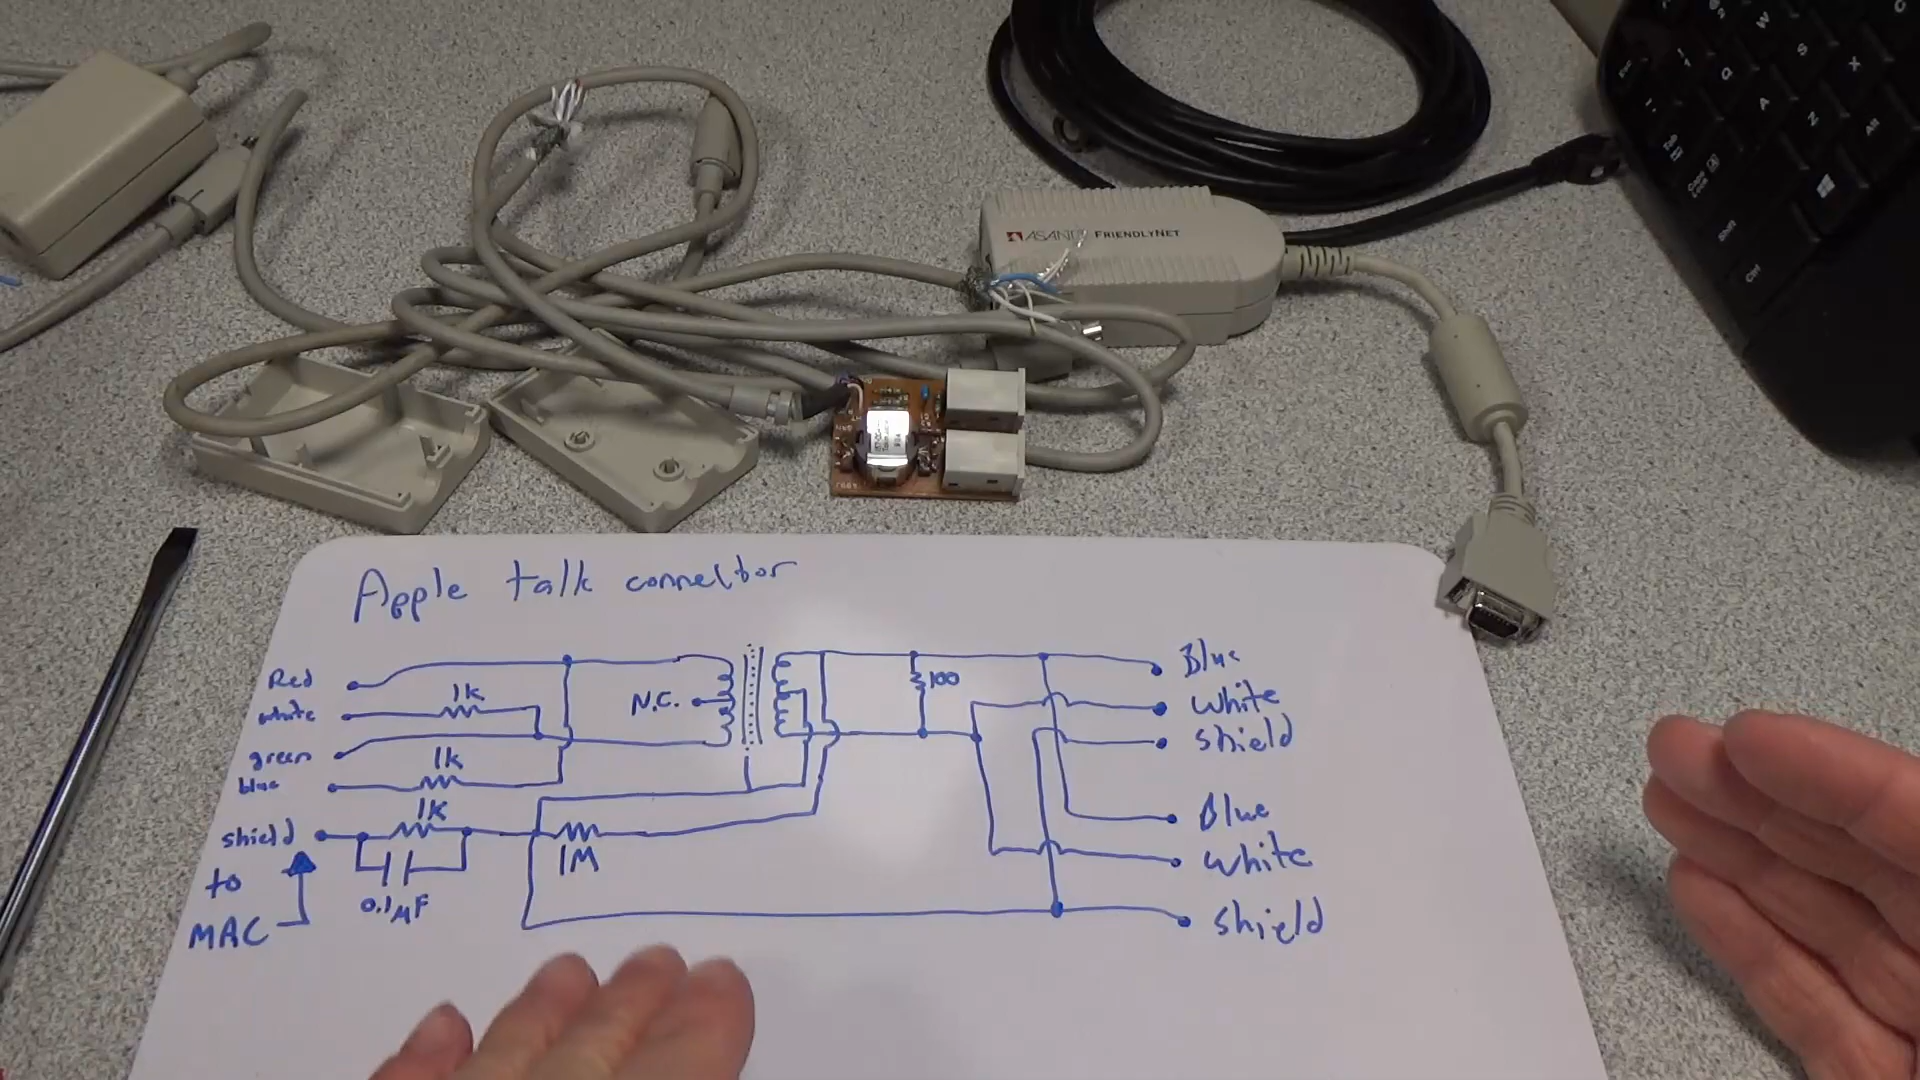 ASANTE FRIENDLYNET
Apple talk connector
Red
white
green
blue
shield
to
MAC
1k
1k
1k
0.1µF
1M
N.C.
100
Blue
white
shield
Blue
white
shield